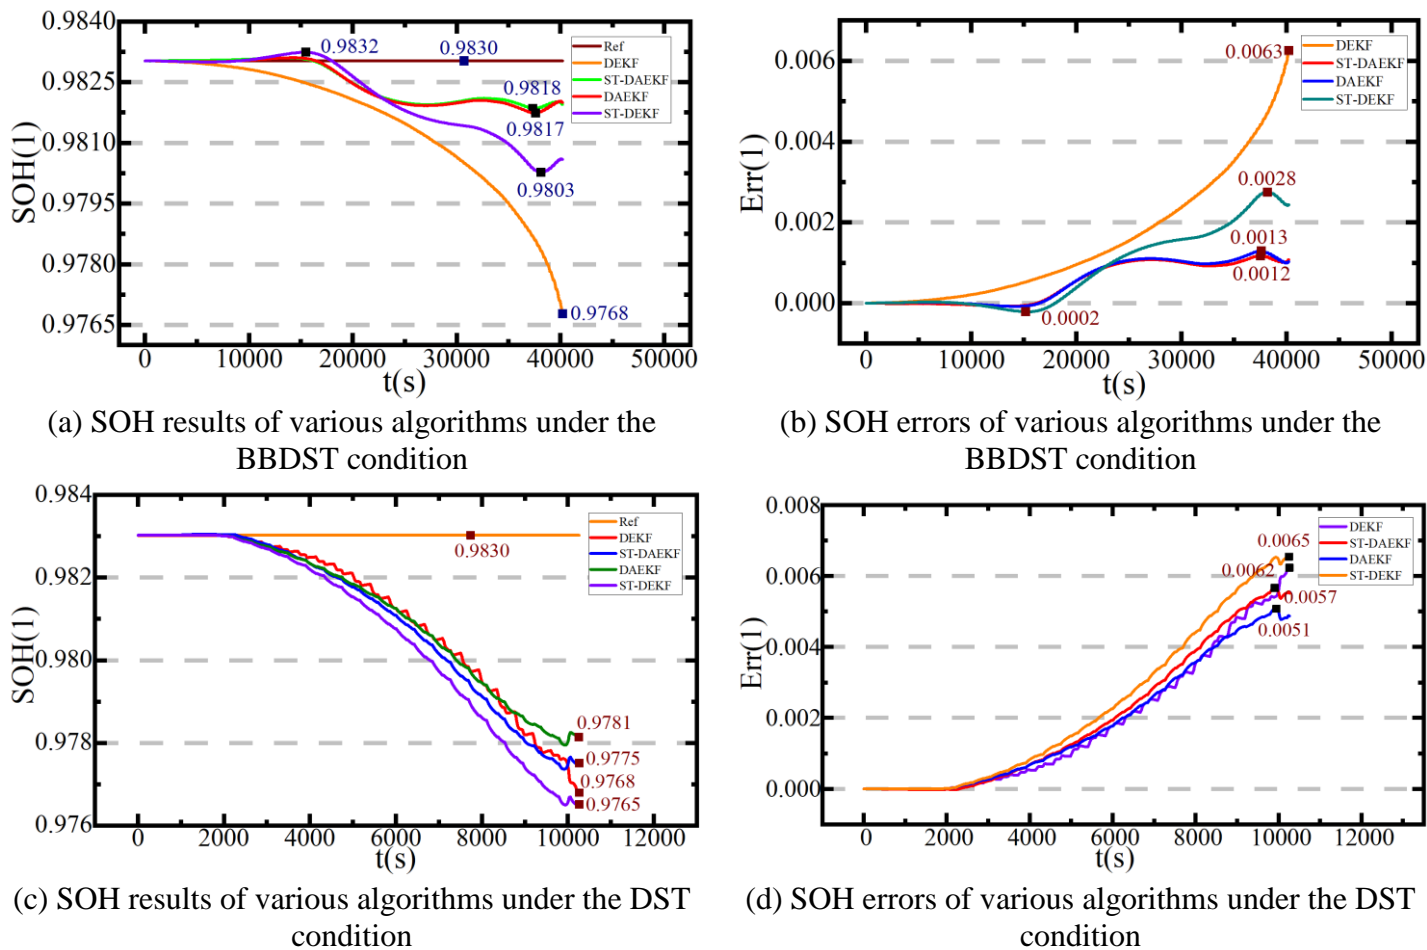 0.9840
0.9825
0.9810
0.9795
0.9780
0.9765
SOH(1)
0.9832
0.9830
0.9818
0.9817
0.9803
0.9768
Ref
DEKF
ST-DAEKF
DAEKF
ST-DEKF
0 10000 20000 30000 40000 50000
t(s)
(a) SOH results of various algorithms under the
BBDST condition
0.006
0.004
0.002
0.000
Err(1)
0.0063
0.0028
0.0013
0.0012
0.0002
DEKF
ST-DAEKF
DAEKF
ST-DEKF
0 10000 20000 30000 40000 50000
t(s)
(b) SOH errors of various algorithms under the
BBDST condition
0.984
0.982
0.980
0.978
0.976
SOH(1)
0.9830
0.9781
0.9775
0.9768
0.9765
Ref
DEKF
ST-DAEKF
DAEKF
ST-DEKF
0 2000 4000 6000 8000 10000 12000
t(s)
(c) SOH results of various algorithms under the DST
condition
0.008
0.006
0.004
0.002
0.000
Err(1)
0.0065
0.0062
0.0057
0.0051
DEKF
ST-DAEKF
DAEKF
ST-DEKF
0 2000 4000 6000 8000 10000 12000
t(s)
(d) SOH errors of various algorithms under the DST
condition